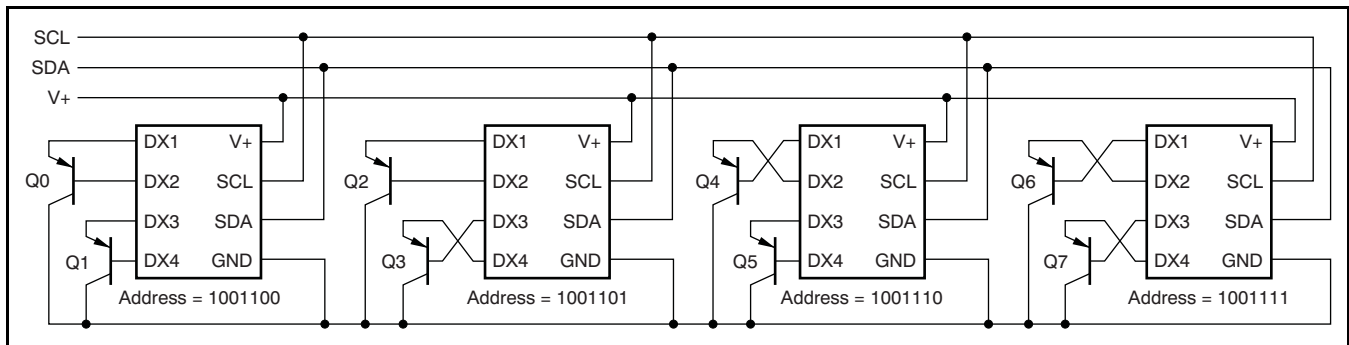 SCL
SDA
V+
DX1 V+
Q0 DX2 SCL
DX3 SDA
Q1 DX4 GND
Address = 1001100
DX1 V+
Q2 DX2 SCL
DX3 SDA
Q3 DX4 GND
Address = 1001101
DX1 V+
Q4 DX2 SCL
DX3 SDA
Q5 DX4 GND
Address = 1001110
DX1 V+
Q6 DX2 SCL
DX3 SDA
Q7 DX4 GND
Address = 1001111